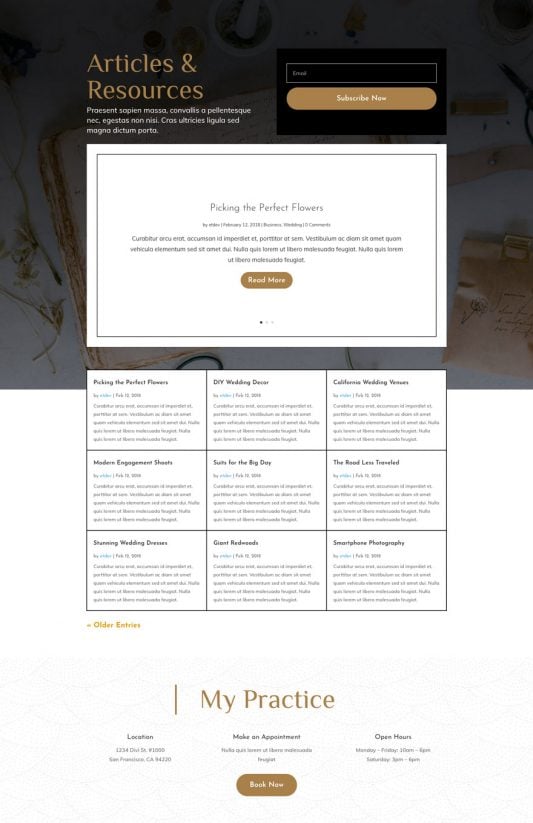 Articles &
Resources
Praesent sapien massa, convallis a pellentesque
nec, egestas non nisi. Cras ultricies ligula sed
magna dictum porta.
Email
Subscribe Now
Picking the Perfect Flowers
by etdev | February 12, 2018 | Business, Wedding | 0 Comments
Curabitur arcu erat, accumsan id imperdiet et, porttitor at sem. Vestibulum ac diam sit amet quam
vehicula elementum sed sit amet dui. Nulla quis lorem ut libero malesuada feugiat. Nulla quis lorem
ut libero malesuada feugiat.
Read More
Picking the Perfect Flowers
by etdev | Feb 12, 2018
Curabitur arcu erat, accumsan id imperdiet et,
porttitor at sem. Vestibulum ac diam sit amet
quam vehicula elementum sed sit amet dui. Nulla
quis lorem ut libero malesuada feugiat. Nulla
quis lorem ut libero malesuada feugiat.
DIY Wedding Decor
by etdev | Feb 12, 2018
Curabitur arcu erat, accumsan id imperdiet et,
porttitor at sem. Vestibulum ac diam sit amet
quam vehicula elementum sed sit amet dui. Nulla
quis lorem ut libero malesuada feugiat. Nulla
quis lorem ut libero malesuada feugiat.
California Wedding Venues
by etdev | Feb 12, 2018
Curabitur arcu erat, accumsan id imperdiet et,
porttitor at sem. Vestibulum ac diam sit amet
quam vehicula elementum sed sit amet dui. Nulla
quis lorem ut libero malesuada feugiat. Nulla
quis lorem ut libero malesuada feugiat.
Modern Engagement Shoots
by etdev | Feb 12, 2018
Curabitur arcu erat, accumsan id imperdiet et,
porttitor at sem. Vestibulum ac diam sit amet
quam vehicula elementum sed sit amet dui. Nulla
quis lorem ut libero malesuada feugiat. Nulla
quis lorem ut libero malesuada feugiat.
Suits for the Big Day
by etdev | Feb 12, 2018
Curabitur arcu erat, accumsan id imperdiet et,
porttitor at sem. Vestibulum ac diam sit amet
quam vehicula elementum sed sit amet dui. Nulla
quis lorem ut libero malesuada feugiat. Nulla
quis lorem ut libero malesuada feugiat.
The Road Less Traveled
by etdev | Feb 12, 2018
Curabitur arcu erat, accumsan id imperdiet et,
porttitor at sem. Vestibulum ac diam sit amet
quam vehicula elementum sed sit amet dui. Nulla
quis lorem ut libero malesuada feugiat. Nulla
quis lorem ut libero malesuada feugiat.
Stunning Wedding Dresses
by etdev | Feb 12, 2018
Curabitur arcu erat, accumsan id imperdiet et,
porttitor at sem. Vestibulum ac diam sit amet
quam vehicula elementum sed sit amet dui. Nulla
quis lorem ut libero malesuada feugiat. Nulla
quis lorem ut libero malesuada feugiat.
Giant Redwoods
by etdev | Feb 12, 2018
Curabitur arcu erat, accumsan id imperdiet et,
porttitor at sem. Vestibulum ac diam sit amet
quam vehicula elementum sed sit amet dui. Nulla
quis lorem ut libero malesuada feugiat. Nulla
quis lorem ut libero malesuada feugiat.
Smartphone Photography
by etdev | Feb 12, 2018
Curabitur arcu erat, accumsan id imperdiet et,
porttitor at sem. Vestibulum ac diam sit amet
quam vehicula elementum sed sit amet dui. Nulla
quis lorem ut libero malesuada feugiat. Nulla
quis lorem ut libero malesuada feugiat.
« Older Entries
My Practice
Location
1234 Divi St. #1000
San Francisco, CA 94220
Make an Appointment
Nulla quis lorem ut libero malesuada
feugiat
Open Hours
Monday – Friday: 10am – 6pm
Saturday: 3pm – 6pm
Book Now